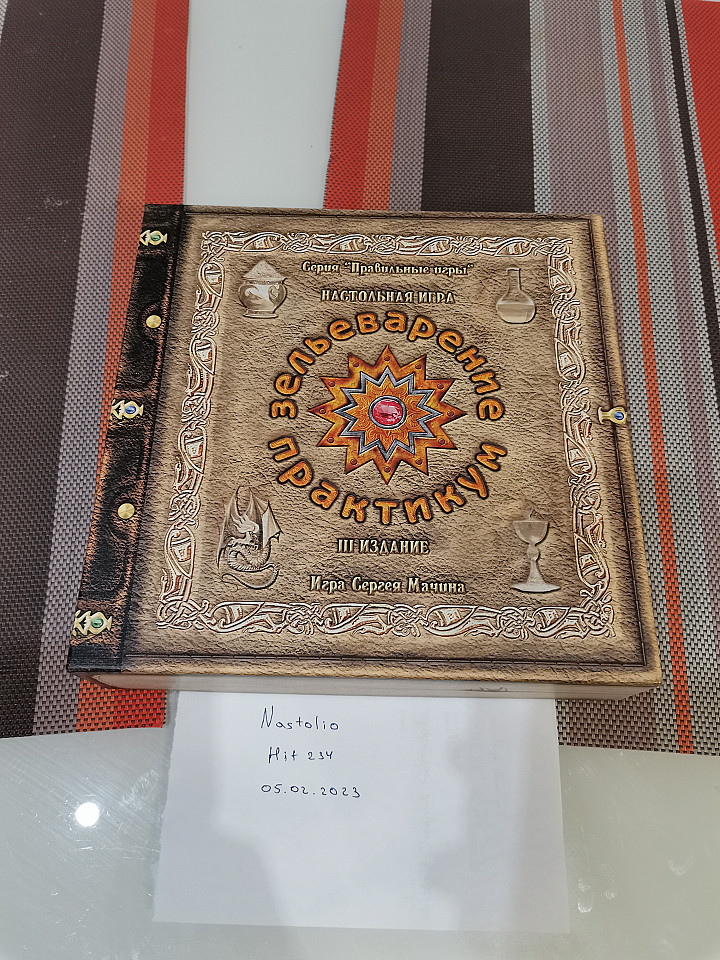 Серия "Правильные игры"
НАСТОЛЬНАЯ ИГРА
зельеварение
практикум
III ИЗДАНИЕ
Игра Сергея Мачина
Nastolio
Hit 234
05.02.2023